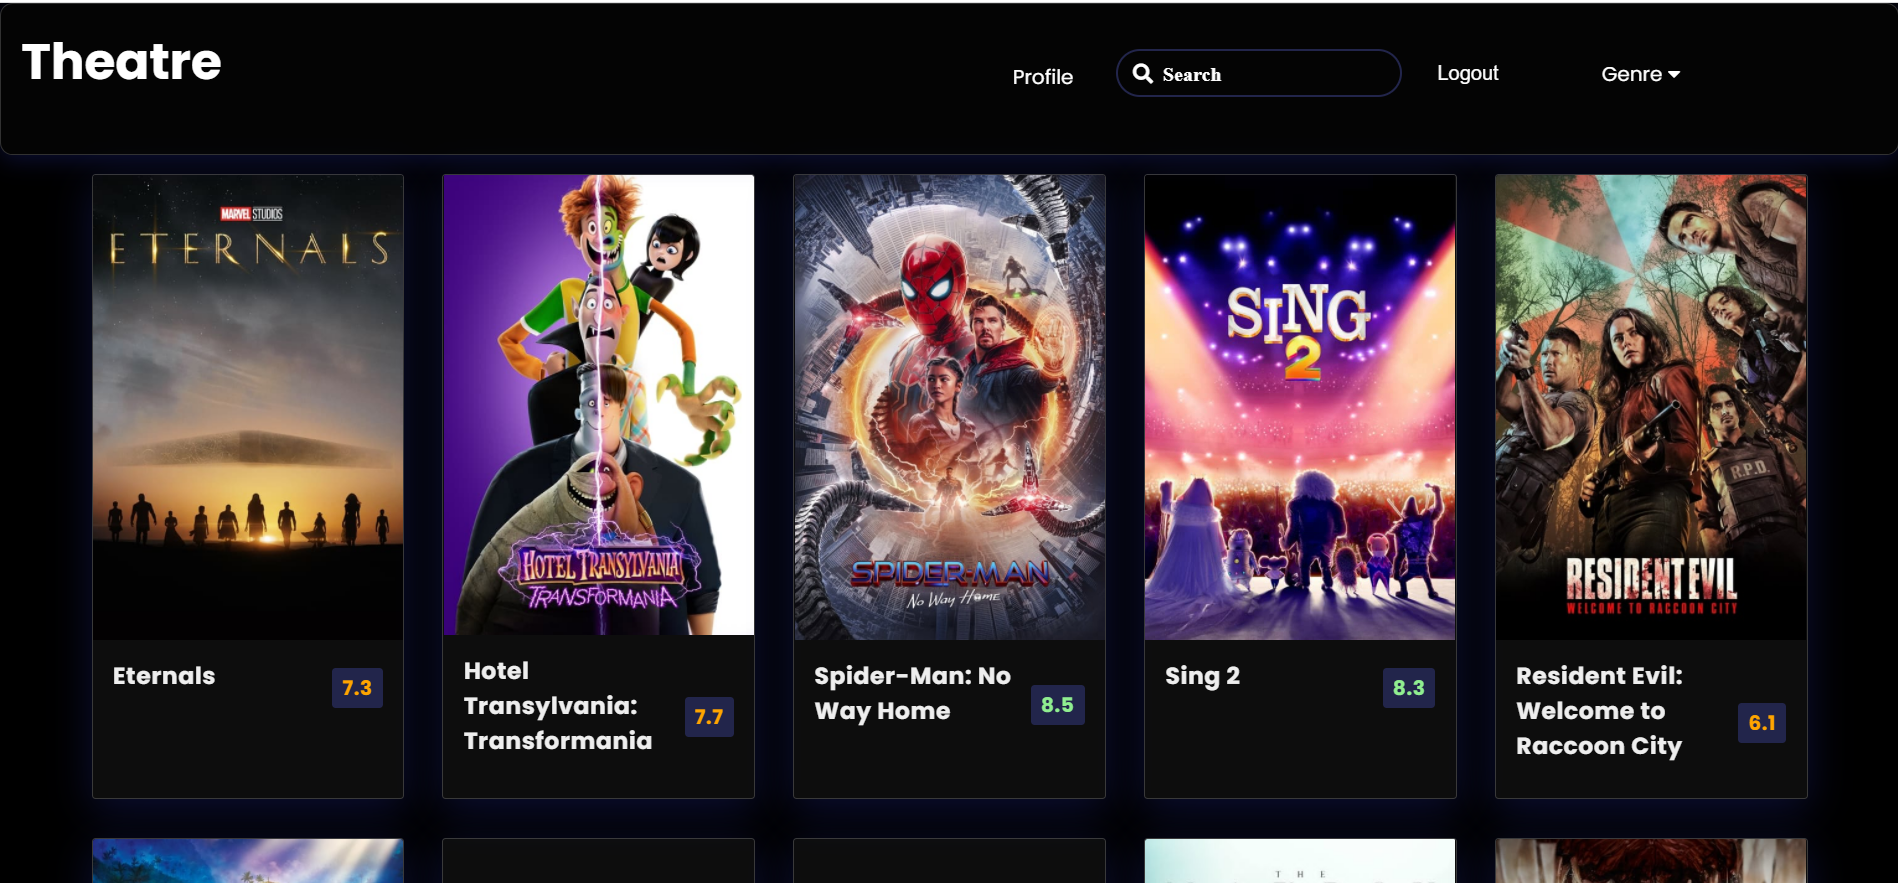 Theatre
Profile
Search
Logout
Genre
MARVEL STUDIOS
ETERNALS
HOTEL TRANSYLVANIA
TRANSFORMANIA
SPIDER-MAN
No Way Home
SING
2
R.P.D.
RESIDENT EVIL
WELCOME TO RACCOON CITY
Eternals
7.3
Hotel
Transylvania:
Transformania
7.7
Spider-Man: No
Way Home
8.5
Sing 2
8.3
Resident Evil:
Welcome to
Raccoon City
6.1
THE